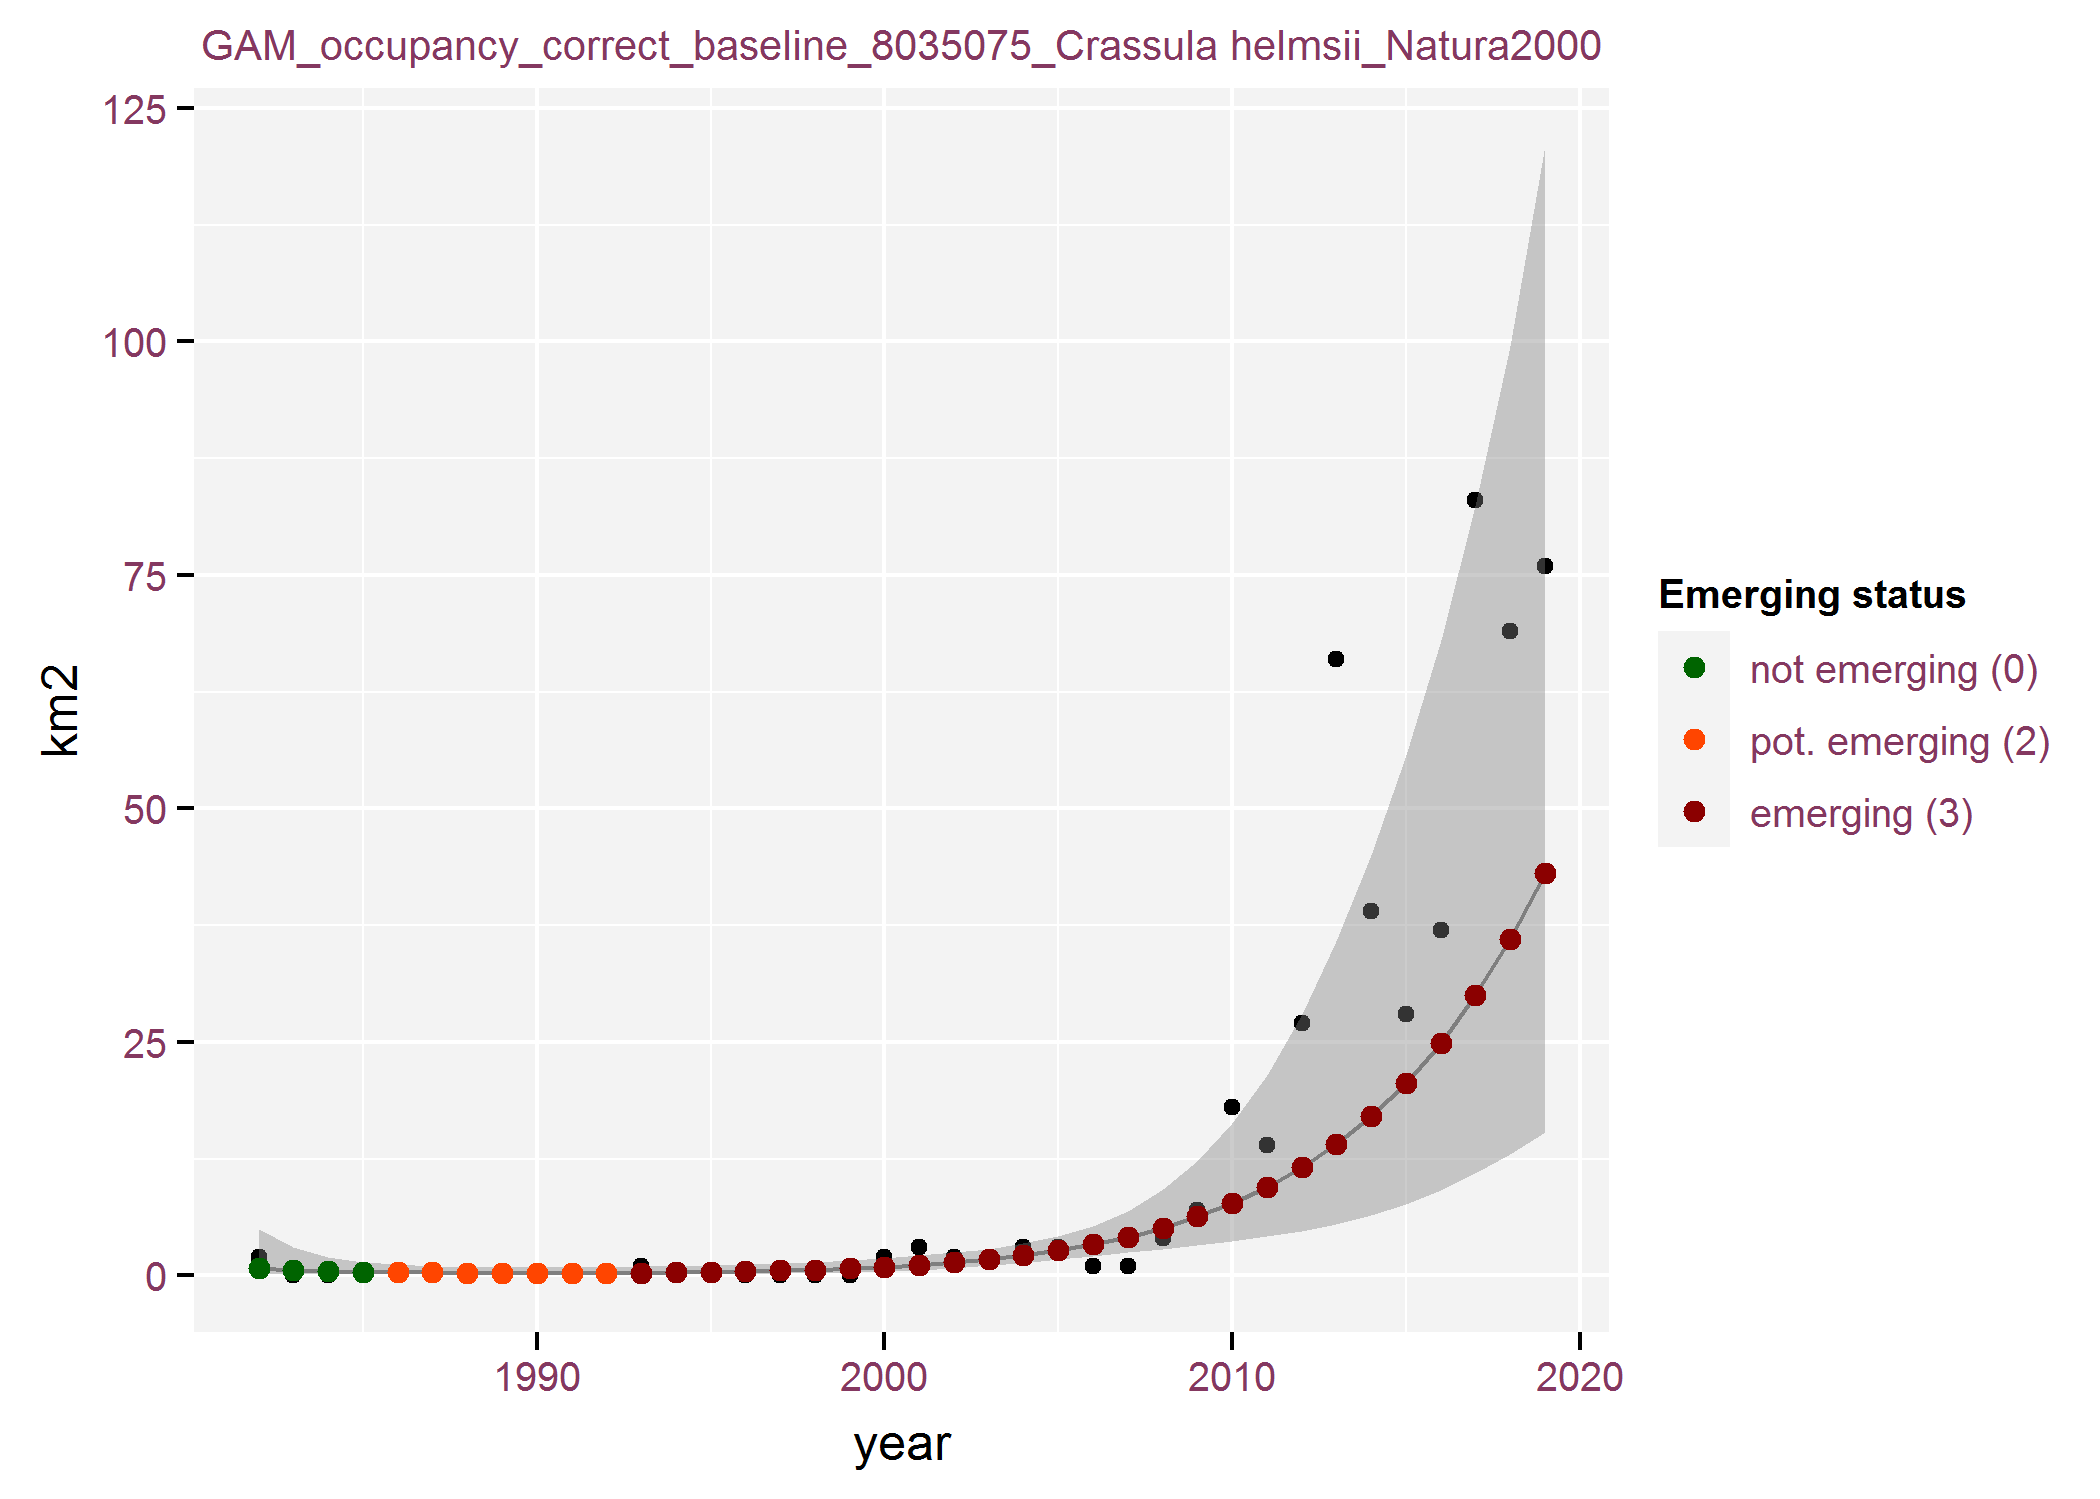 GAM_occupancy_correct_baseline_8035075_Crassula helmsii_Natura2000
125
100
75
50
25
0
km2
1990 2000 2010 2020
year
Emerging status
not emerging (0)
pot. emerging (2)
emerging (3)